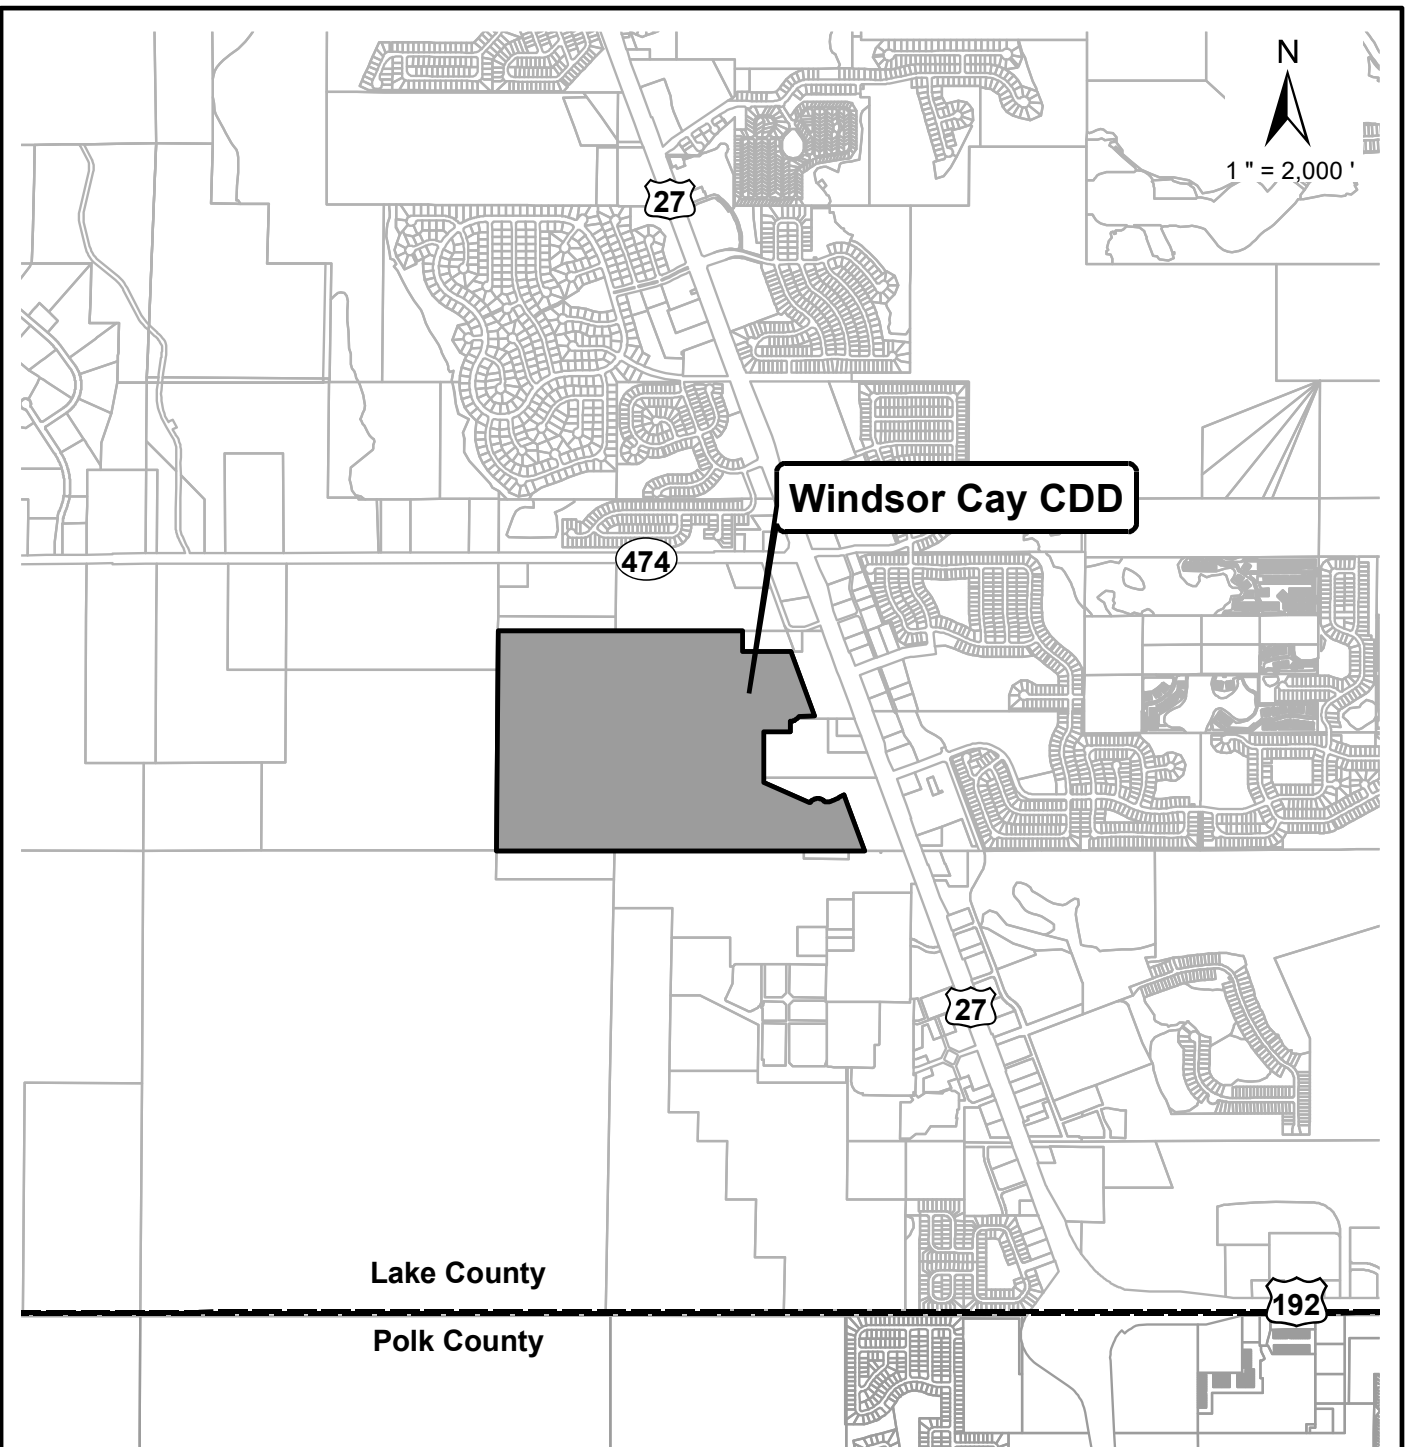 N
1 " = 2,000 '
27
Windsor Cay CDD
474
27
Lake County
192
Polk County